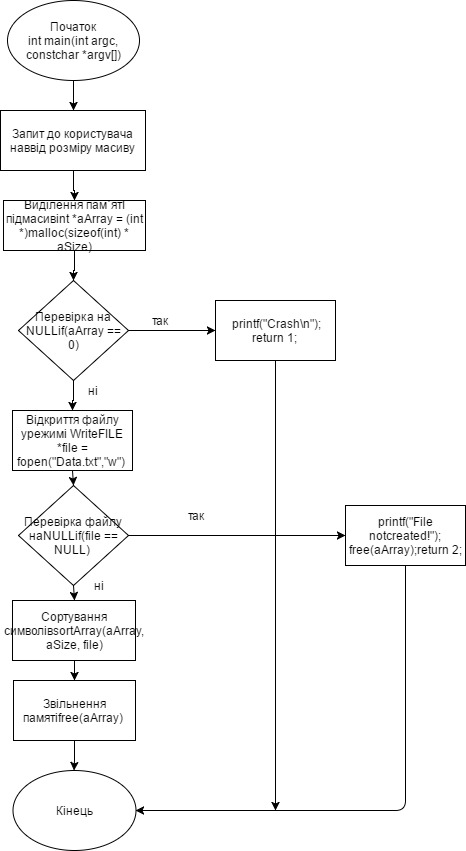 Початок
int main(int argc,
constchar *argv[])
Запит до користувача
наввід розміру масиву
Виділення пам'яті
підмасивint *aArray = (int
*)malloc(sizeof(int) *
aSize)
Перевірка на
NULLif(aArray ==
0)
так
printf("Crash\n");
return 1;
ні
Відкриття файлу
урежимі WriteFILE
*file =
fopen("Data.txt","w")
Перевірка файлу
наNULLif(file ==
NULL)
так
printf("File
notcreated!");
free(aArray);return 2;
ні
Сортування
символівsortArray(aArray,
aSize, file)
Звільнення
памятіfree(aArray)
Кінець